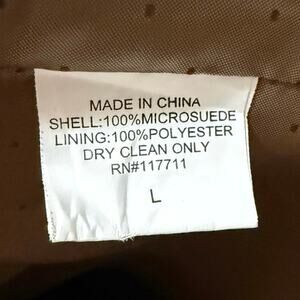 MADE IN CHINA
SHELL:100%MICROSUEDE
LINING:100%POLYESTER
DRY CLEAN ONLY
RN#117711
L